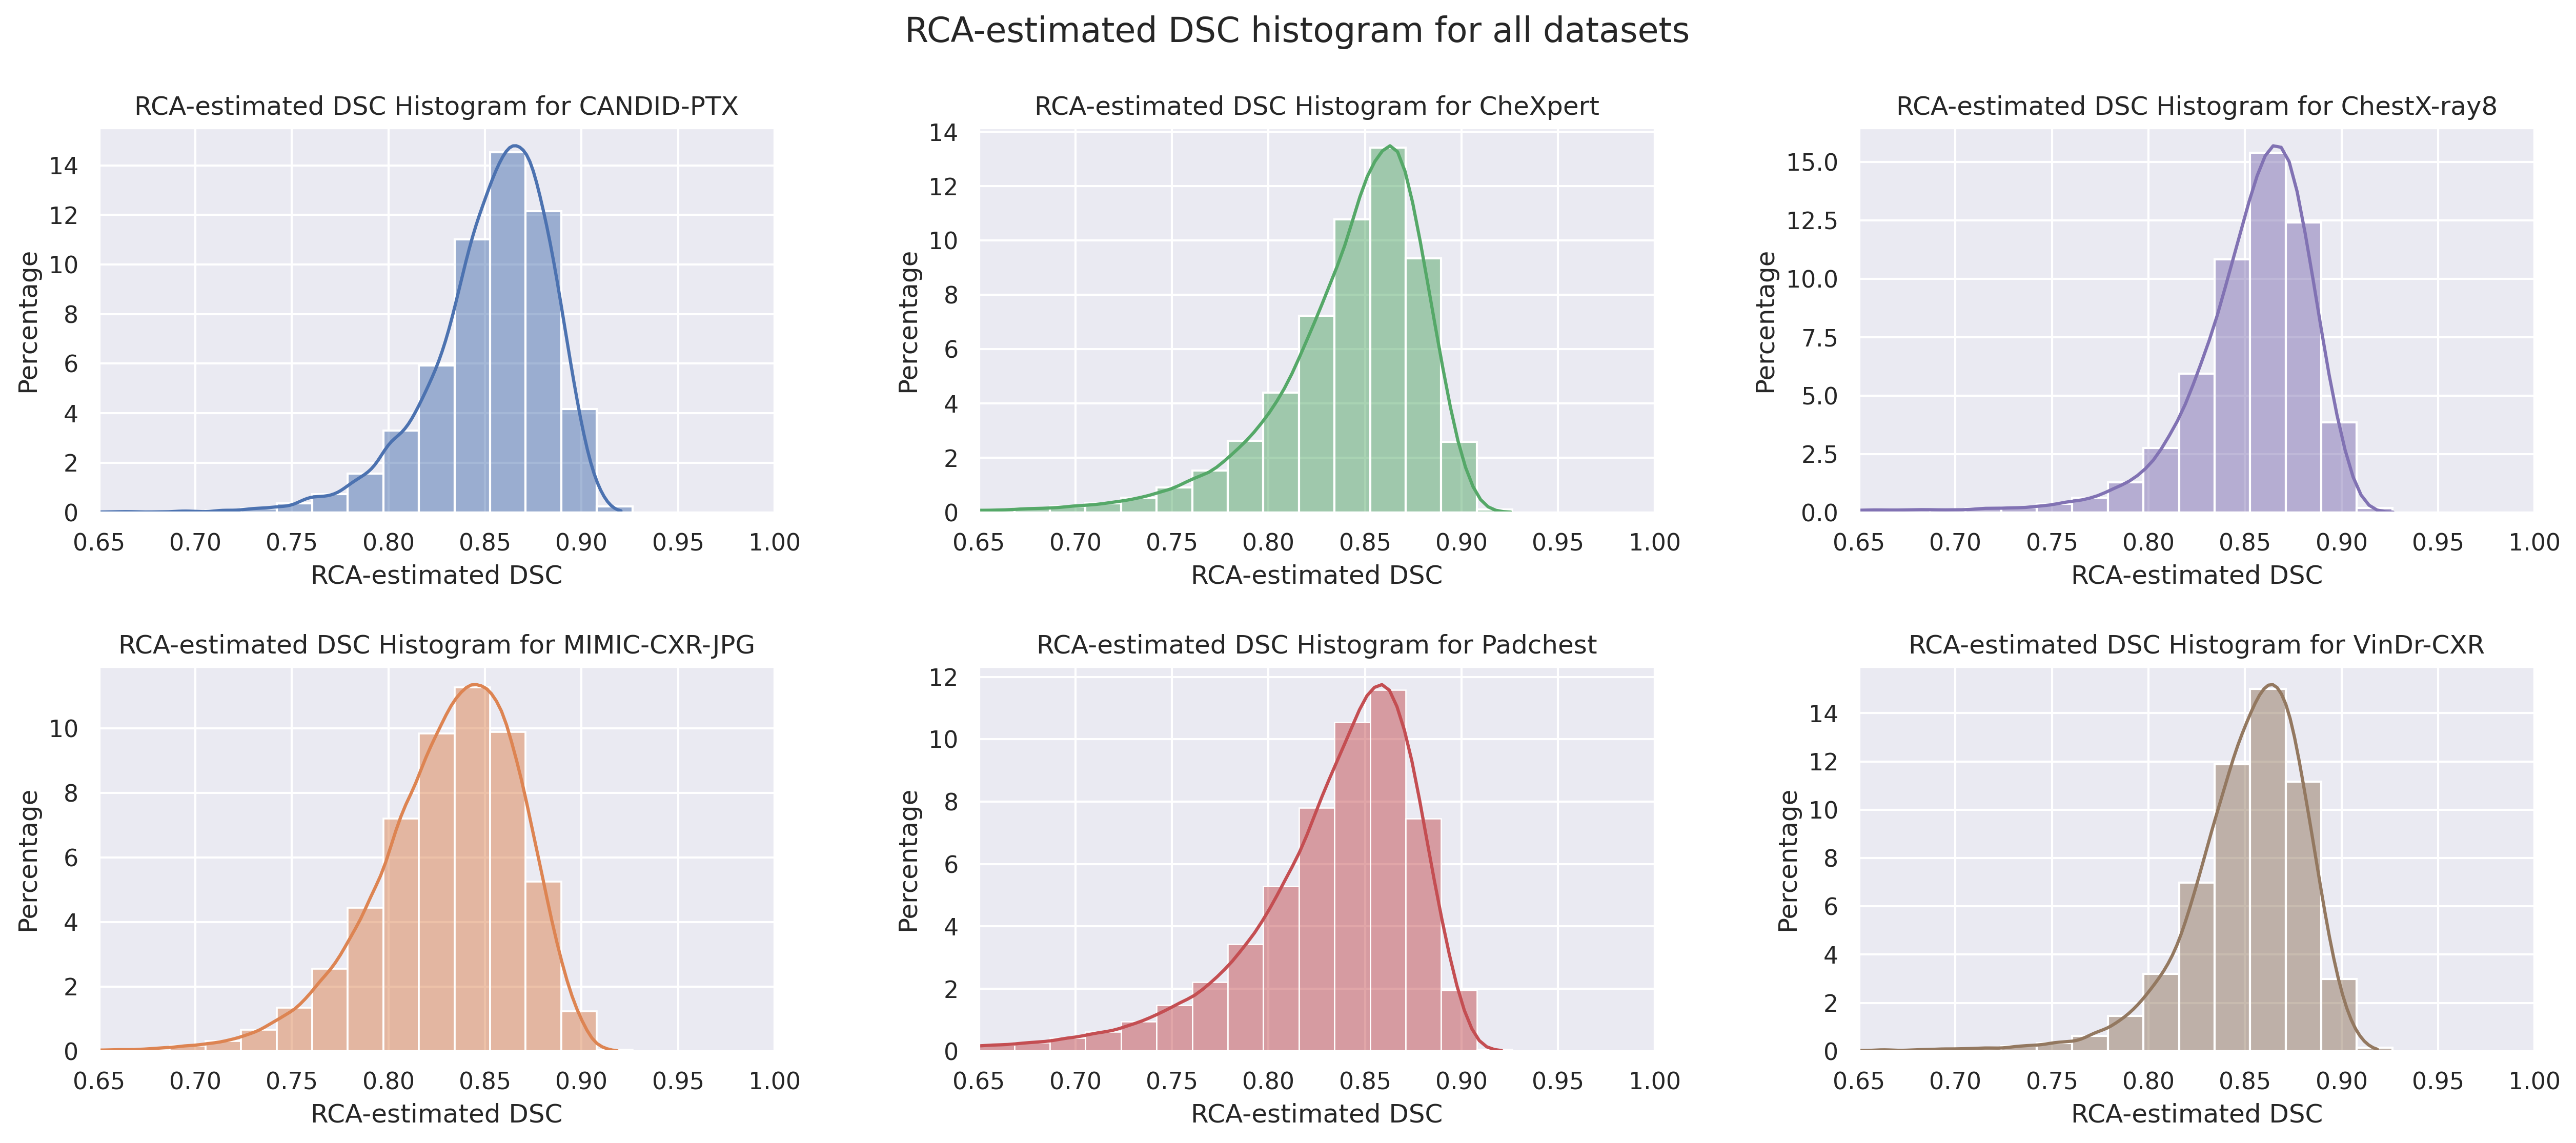 RCA-estimated DSC histogram for all datasets
RCA-estimated DSC Histogram for CANDID-PTX
Percentage
14
12
10
8
6
4
2
0
0.65 0.70 0.75 0.80 0.85 0.90 0.95 1.00
RCA-estimated DSC
RCA-estimated DSC Histogram for CheXpert
Percentage
14
12
10
8
6
4
2
0
0.65 0.70 0.75 0.80 0.85 0.90 0.95 1.00
RCA-estimated DSC
RCA-estimated DSC Histogram for ChestX-ray8
Percentage
15.0
12.5
10.0
7.5
5.0
2.5
0.0
0.65 0.70 0.75 0.80 0.85 0.90 0.95 1.00
RCA-estimated DSC
RCA-estimated DSC Histogram for MIMIC-CXR-JPG
Percentage
10
8
6
4
2
0
0.65 0.70 0.75 0.80 0.85 0.90 0.95 1.00
RCA-estimated DSC
RCA-estimated DSC Histogram for Padchest
Percentage
12
10
8
6
4
2
0
0.65 0.70 0.75 0.80 0.85 0.90 0.95 1.00
RCA-estimated DSC
RCA-estimated DSC Histogram for VinDr-CXR
Percentage
14
12
10
8
6
4
2
0
0.65 0.70 0.75 0.80 0.85 0.90 0.95 1.00
RCA-estimated DSC